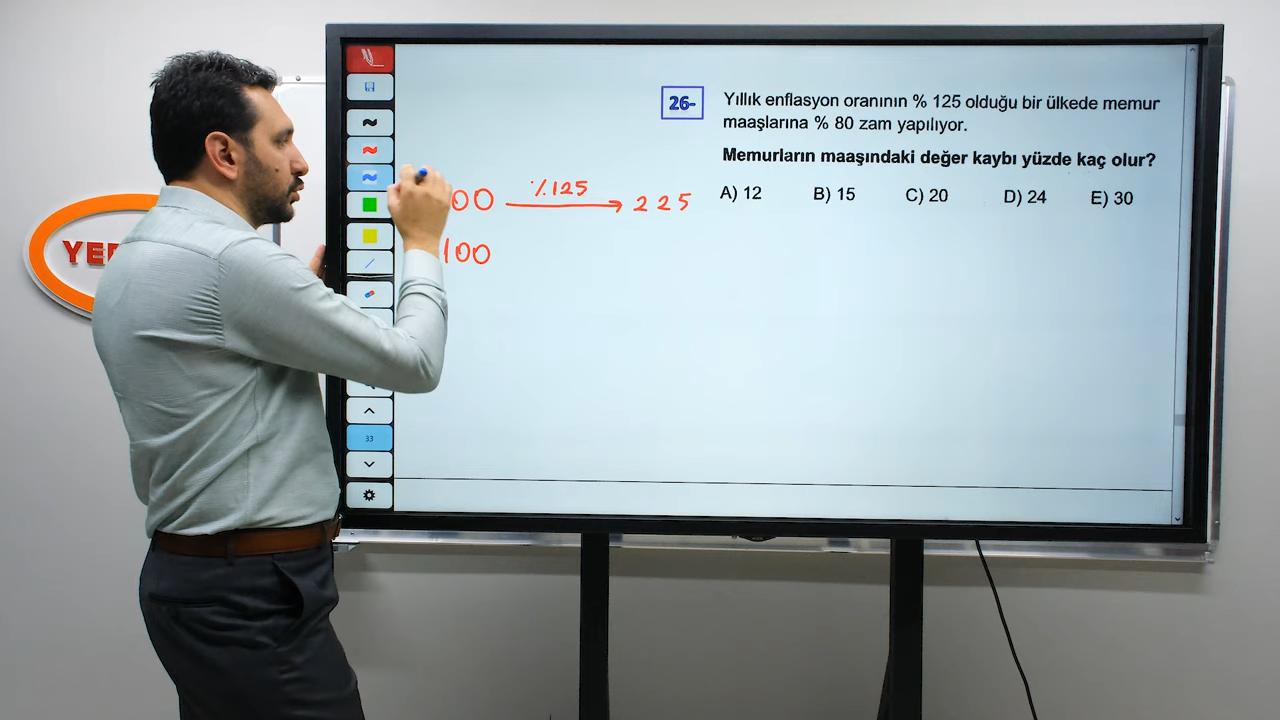 26-
Yıllık enflasyon oranının % 125 olduğu bir ülkede memur
maaşlarına % 80 zam yapılıyor.
Memurların maaşındaki değer kaybı yüzde kaç olur?
A) 12 B) 15 C) 20 D) 24 E) 30
% 125
00 225
100
33